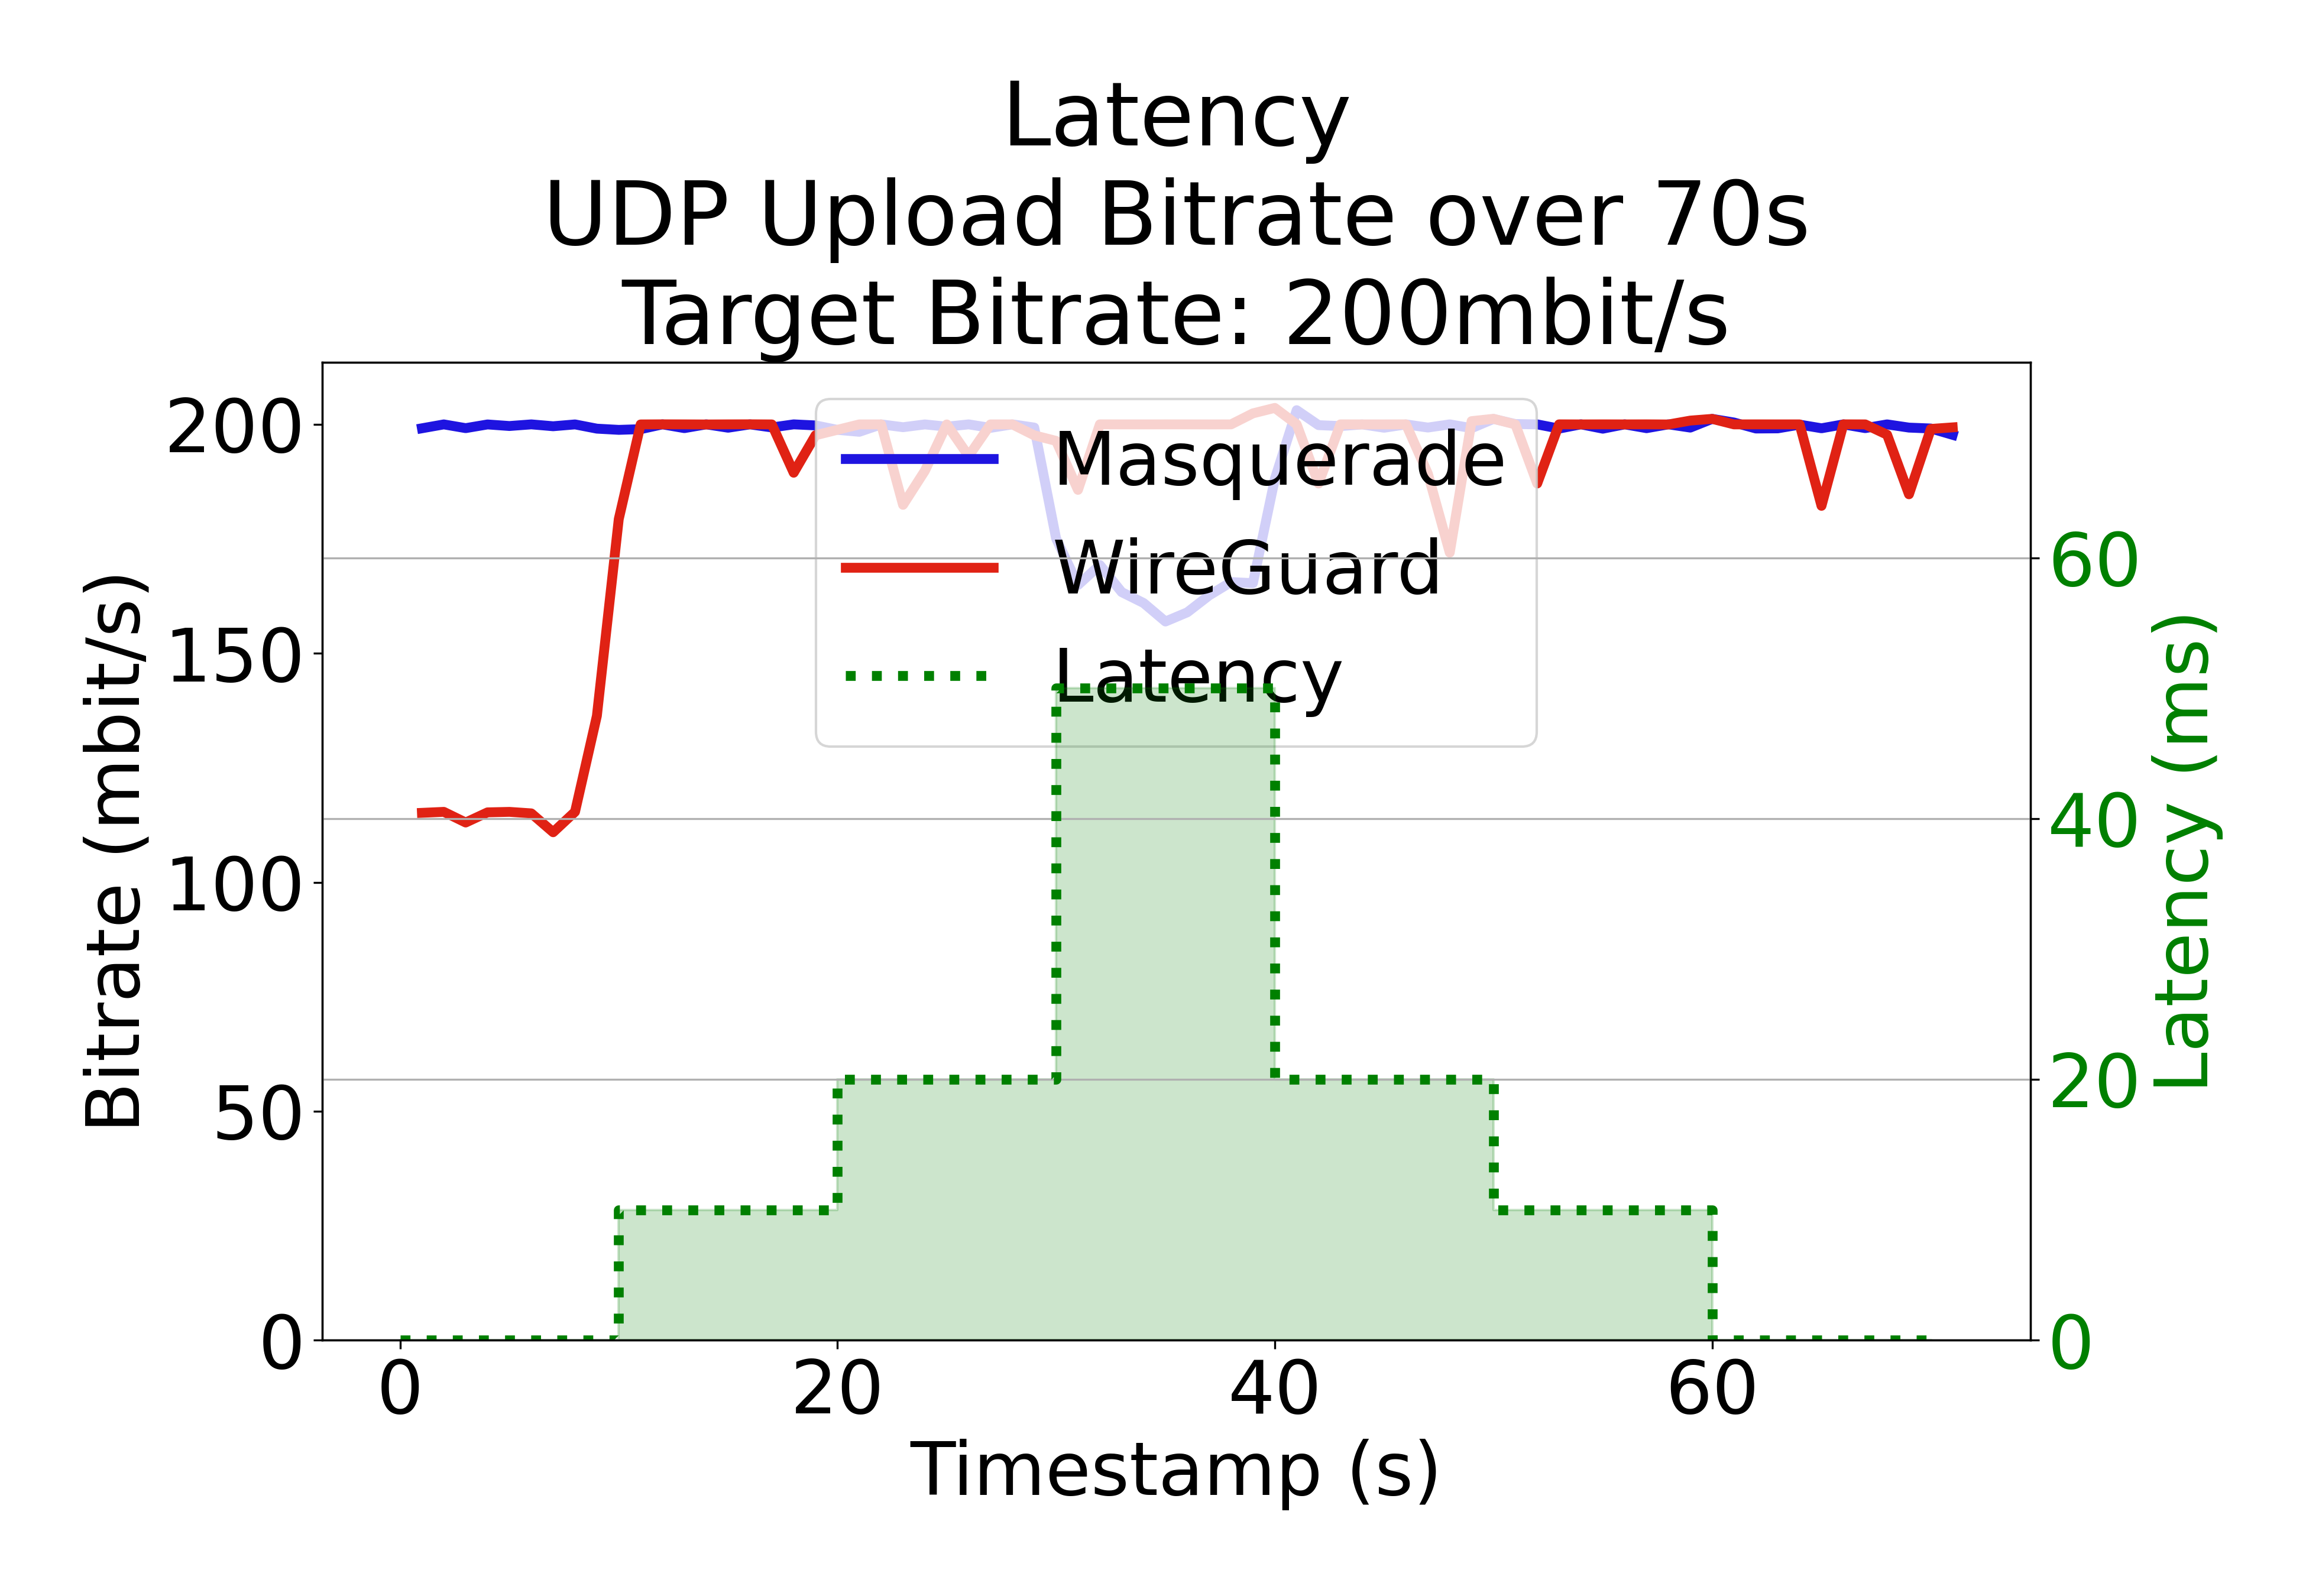 Latency
UDP Upload Bitrate over 70s
Target Bitrate: 200mbit/s
200
150
100
50
0
Bitrate (mbit/s)
Masquerade
WireGuard
Latency
60
40
20
0
Latency (ms)
0
20
40
60
Timestamp (s)